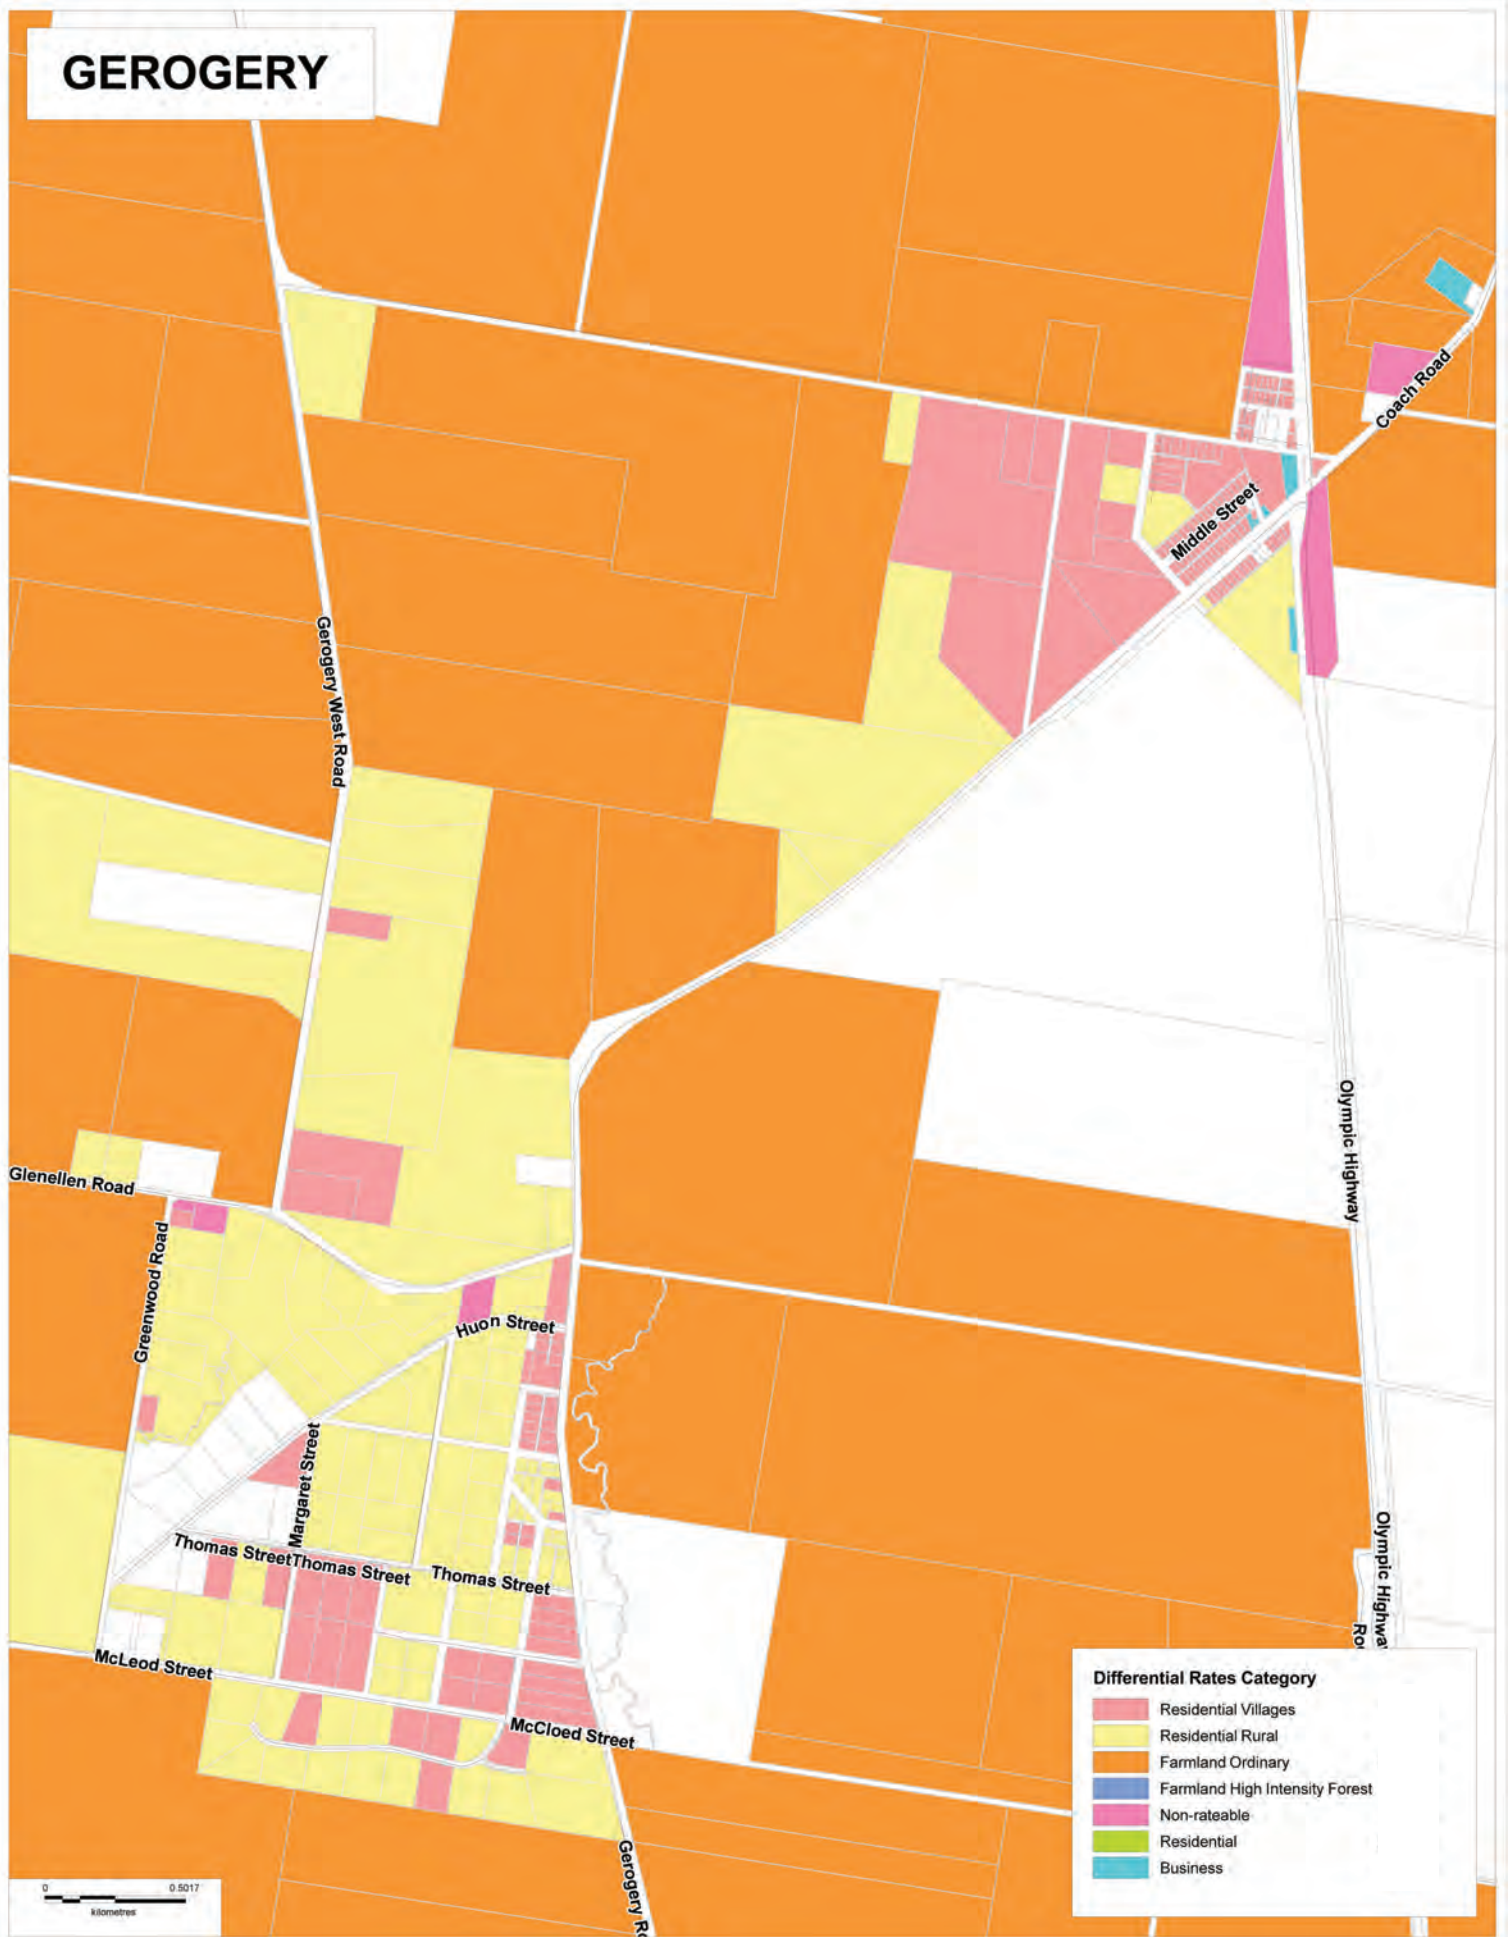 GEROGERY
Coach Road
Middle Street
Gerogery West Road
Olympic Highway
Glenellen Road
Greenwood Road
Huon Street
Margaret Street
Thomas Street
Thomas Street
Thomas Street
Olympic Highwa
McLeod Street
McCloed Street
Gerogery
Differential Rates Category
Residential Villages
Residential Rural
Farmland Ordinary
Farmland High Intensity Forest
Non-rateable
Residential
Business
0 0.5017
kilometres